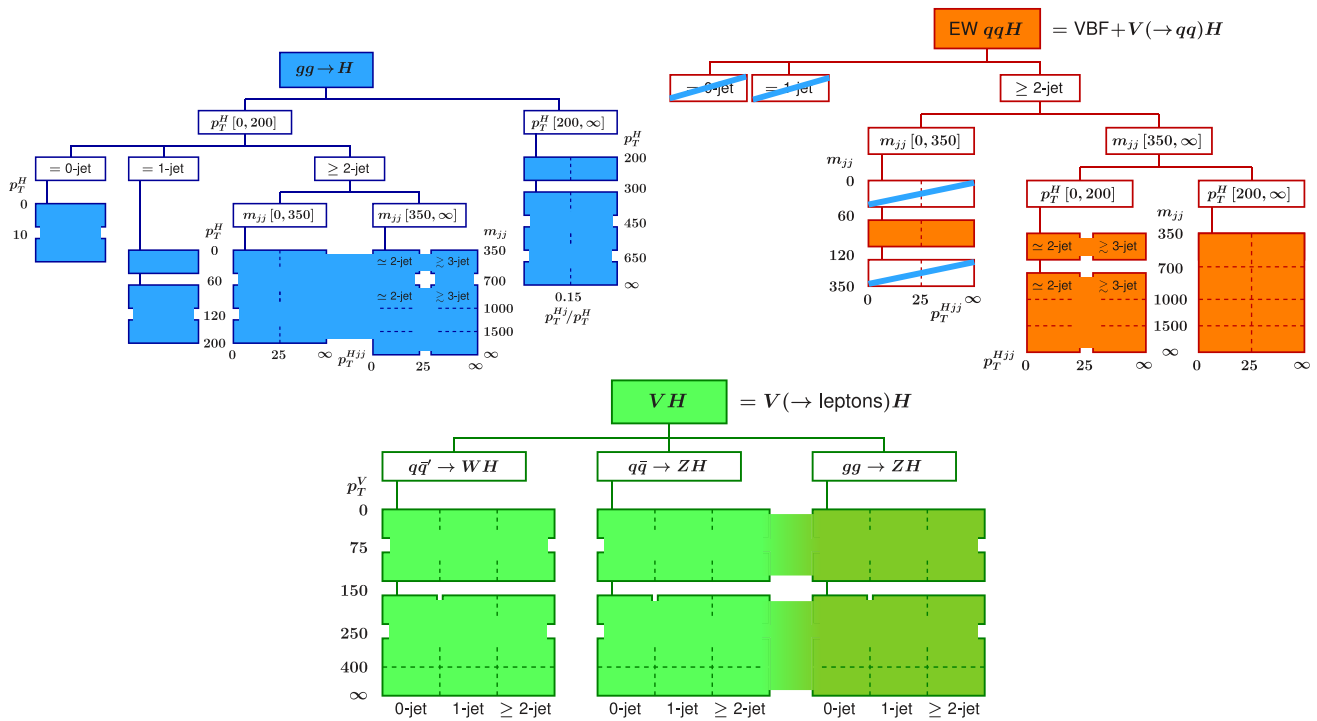 gg → H
p_T^H [0, 200]
p_T^H [200, ∞]
= 0-jet
= 1-jet
≥ 2-jet
m_jj [0, 350]
m_jj [350, ∞]
p_T^H
0
10
p_T^H
0
60
120
200
≃ 2-jet
≳ 3-jet
≃ 2-jet
≳ 3-jet
m_jj
350
700
1000
1500
∞
0
25
∞
p_T^Hjj
0
25
∞
p_T^H
200
300
450
650
∞
0.15
p_T^Hj/p_T^H
EW qqH = VBF+V(→ qq)H
= 0-jet
= 1-jet
≥ 2-jet
m_jj [0, 350]
m_jj [350, ∞]
m_jj
0
60
120
350
0
25
∞
p_T^Hjj
p_T^H [0, 200]
p_T^H [200, ∞]
≃ 2-jet
≳ 3-jet
≃ 2-jet
≳ 3-jet
m_jj
350
700
1000
1500
∞
p_T^Hjj
0
25
∞
0
25
∞
VH = V(→ leptons)H
qq̄′ → WH
qq̄ → ZH
gg → ZH
p_T^V
0
75
150
250
400
∞
0-jet 1-jet ≥ 2-jet
0-jet 1-jet ≥ 2-jet
0-jet 1-jet ≥ 2-jet